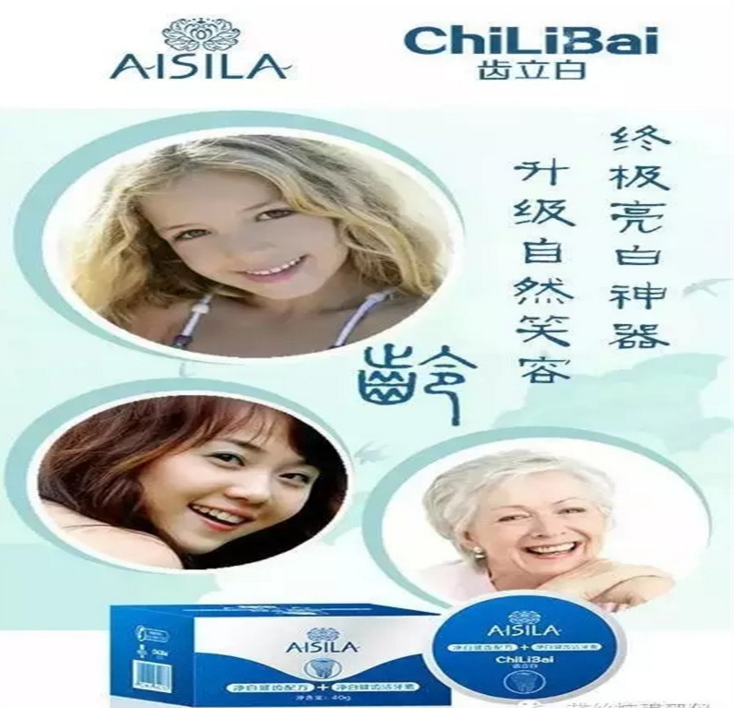 AISILA
ChiLiBai
齿立白
终极亮白神器
升级自然笑容
齡
AISILA
净白健齿配方 + 净白健齿洁牙素
净含量: 40g
AISILA
净白健齿配方 + 净白健齿洁牙素
ChiLiBai
齿立白